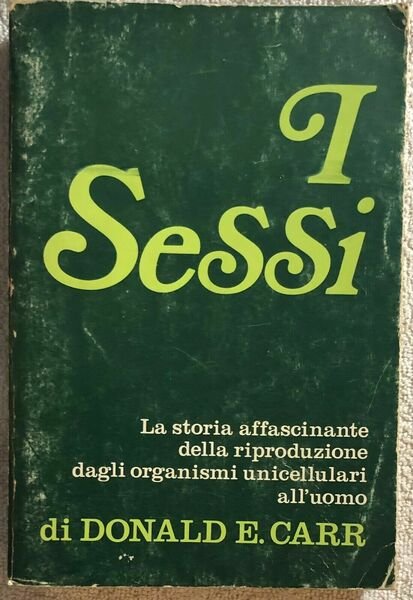 I
Sessi
La storia affascinante
della riproduzione
dagli organismi unicellulari
all'uomo
di DONALD E. CARR